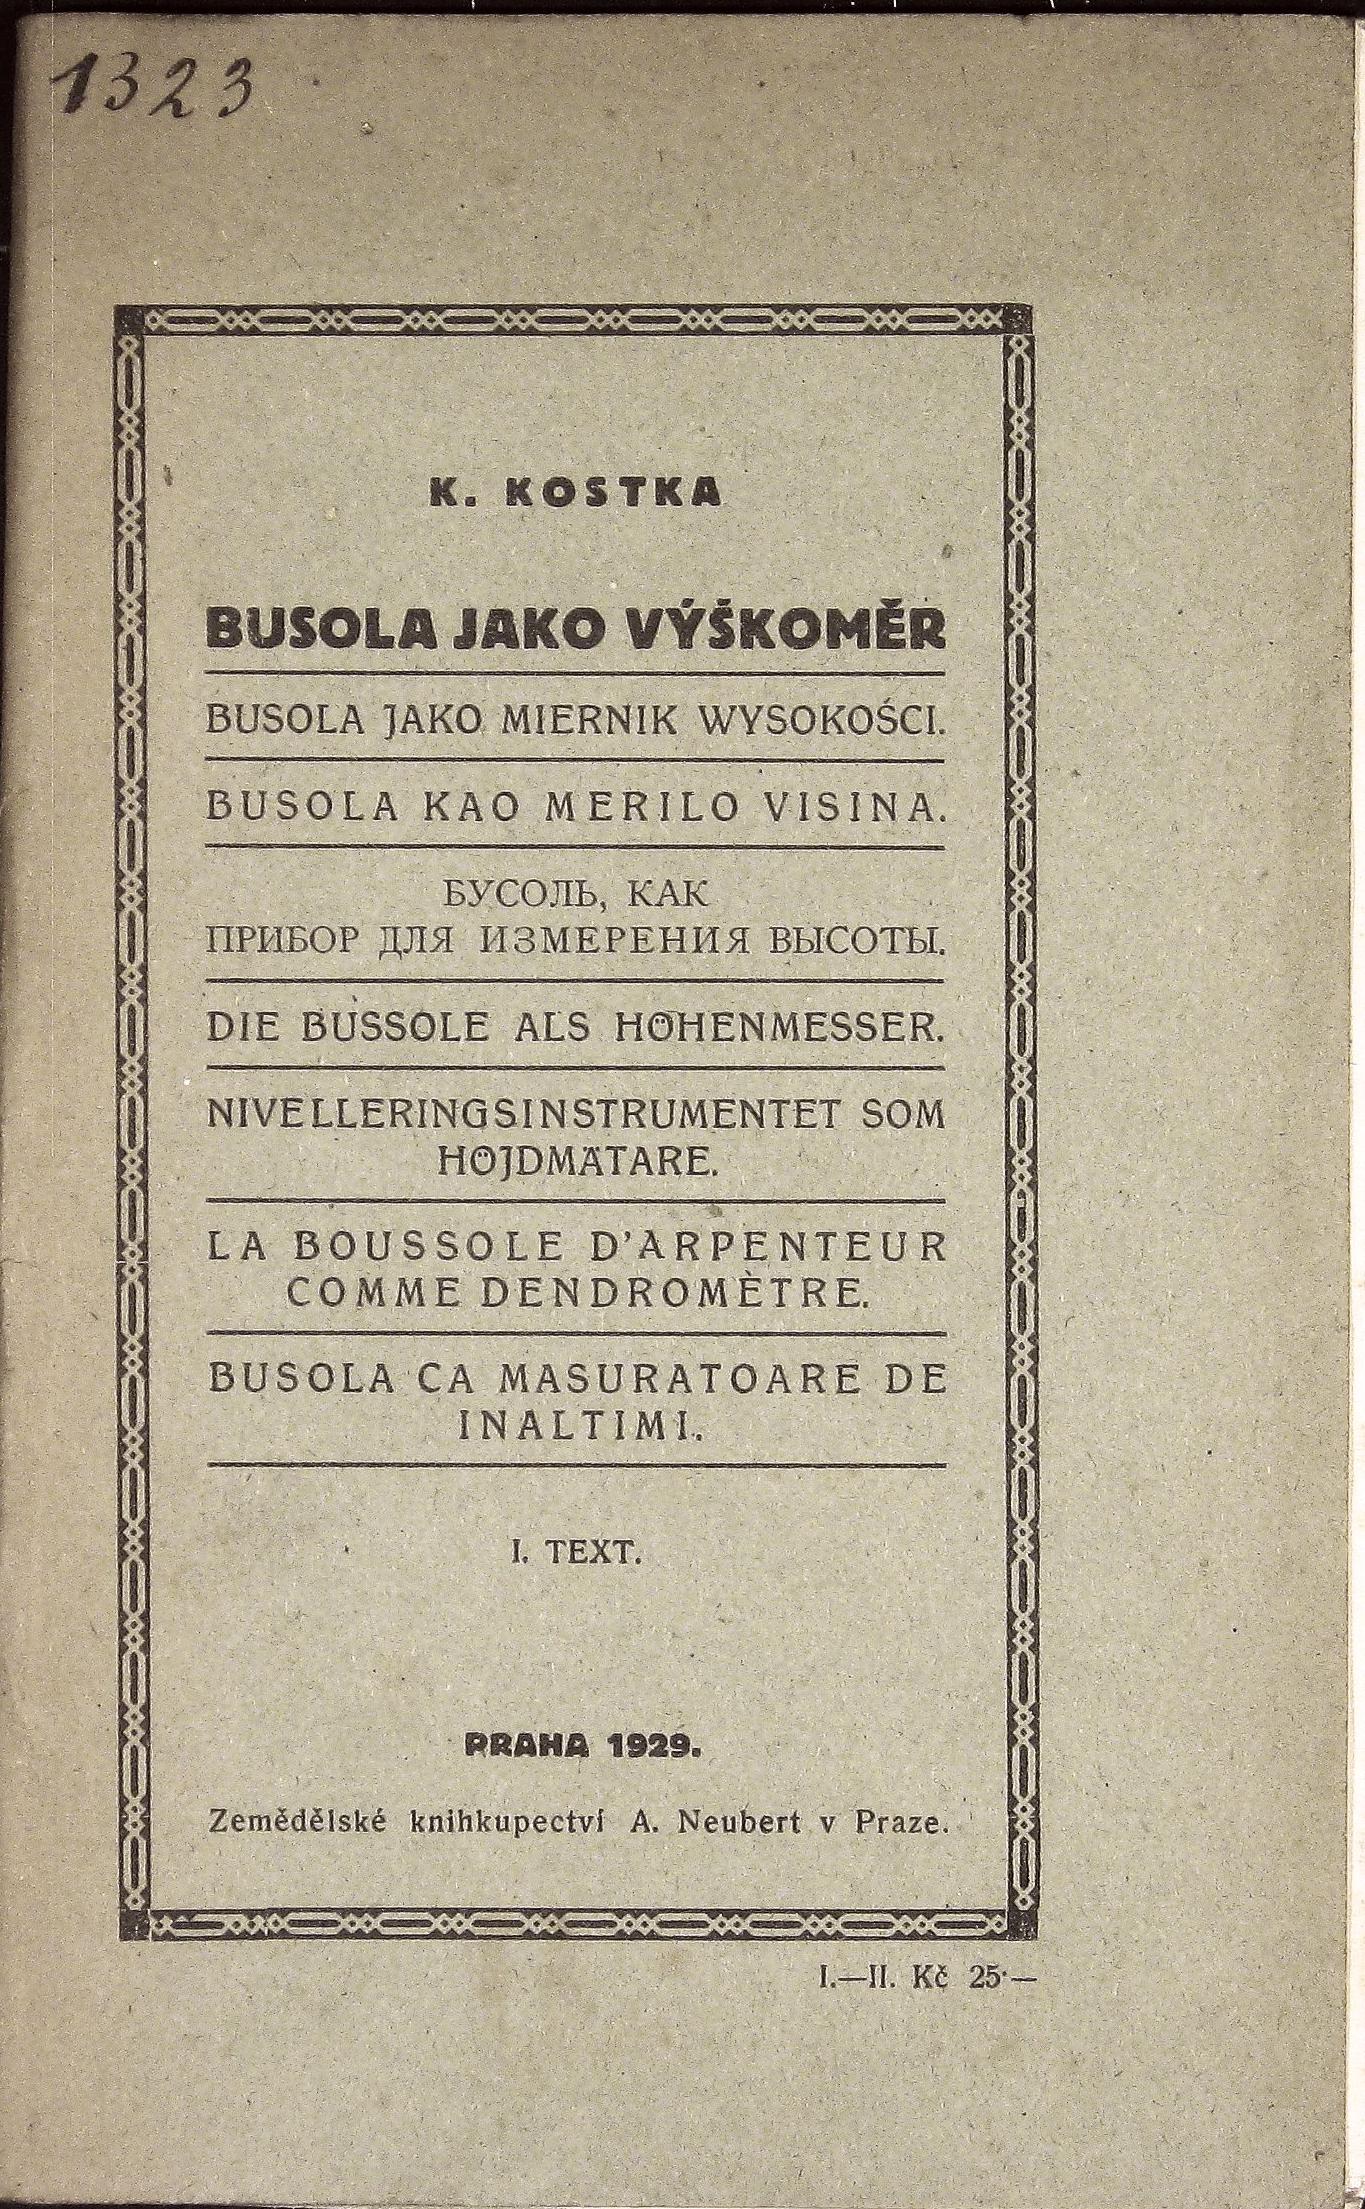 1323
K. KOSTKA
BUSOLA JAKO VÝŠKOMĚR
BUSOLA JAKO MIERNIK WYSOKOŚCI.
BUSOLA KAO MERILO VISINA.
БУСОЛЬ, КАК
ПРИБОР ДЛЯ ИЗМЕРЕНИЯ ВЫСОТЫ.
DIE BUSSOLE ALS HÖHENMESSER.
NIVELLERINGSINSTRUMENTET SOM
HÖJDMÄTARE.
LA BOUSSOLE D'ARPENTEUR
COMME DENDROMÈTRE.
BUSOLA CA MASURATOARE DE
INALTIMI.
I. TEXT.
PRAHA 1929.
Zemědělské knihkupectví A. Neubert v Praze.
I.—II. Kč 25·—